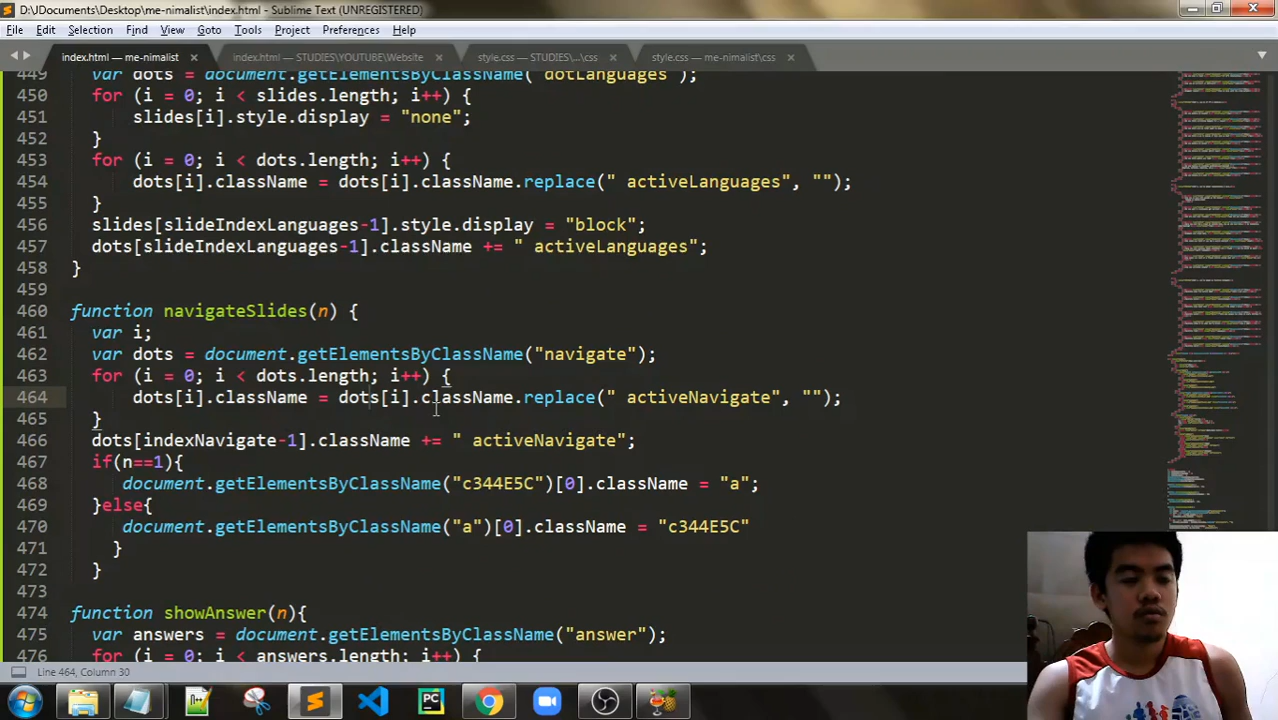 D:\JDocuments\Desktop\me-nimalist\index.html - Sublime Text (UNREGISTERED)
File Edit Selection Find View Goto Tools Project Preferences Help
index.html — me-nimalist × index.html — STUDIES\YOUTUBE\Website × style.css — STUDIES\...\css × style.css — me-nimalist\css ×
449 var dots = document.getElementsByClassName("dotLanguages");
450 for (i = 0; i < slides.length; i++) {
451 slides[i].style.display = "none";
452 }
453 for (i = 0; i < dots.length; i++) {
454 dots[i].className = dots[i].className.replace(" activeLanguages", "");
455 }
456 slides[slideIndexLanguages-1].style.display = "block";
457 dots[slideIndexLanguages-1].className += " activeLanguages";
458 }
459
460 function navigateSlides(n) {
461 var i;
462 var dots = document.getElementsByClassName("navigate");
463 for (i = 0; i < dots.length; i++) {
464 dots[i].className = dots[i].className.replace(" activeNavigate", "");
465 }
466 dots[indexNavigate-1].className += " activeNavigate";
467 if(n==1){
468 document.getElementsByClassName("c344E5C")[0].className = "a";
469 }else{
470 document.getElementsByClassName("a")[0].className = "c344E5C"
471 }
472 }
473
474 function showAnswer(n){
475 var answers = document.getElementsByClassName("answer");
476 for (i = 0; i < answers.length; i++) {
Line 464, Column 30